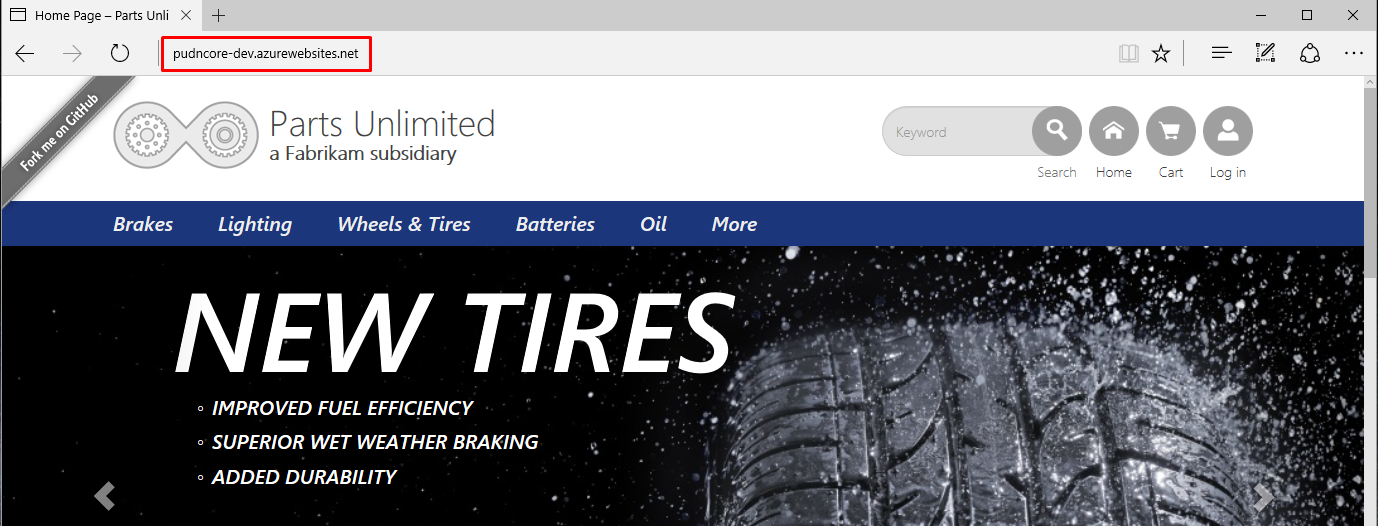 Home Page – Parts Unli
pudncore-dev.azurewebsites.net
Fork me on GitHub
Parts Unlimited
a Fabrikam subsidiary
Keyword
Search
Home
Cart
Log in
Brakes
Lighting
Wheels & Tires
Batteries
Oil
More
NEW TIRES
IMPROVED FUEL EFFICIENCY
SUPERIOR WET WEATHER BRAKING
ADDED DURABILITY